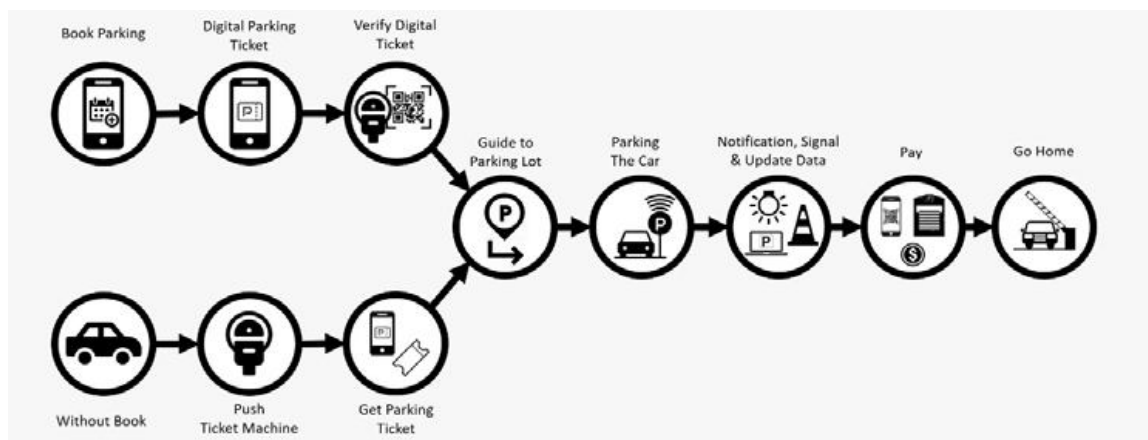 Book Parking
Digital Parking
Ticket
Verify Digital
Ticket
Guide to
Parking Lot
Parking
The Car
Notification, Signal
& Update Data
Pay
Go Home
P
P
P
P
$
P
Without Book
Push
Ticket Machine
Get Parking
Ticket